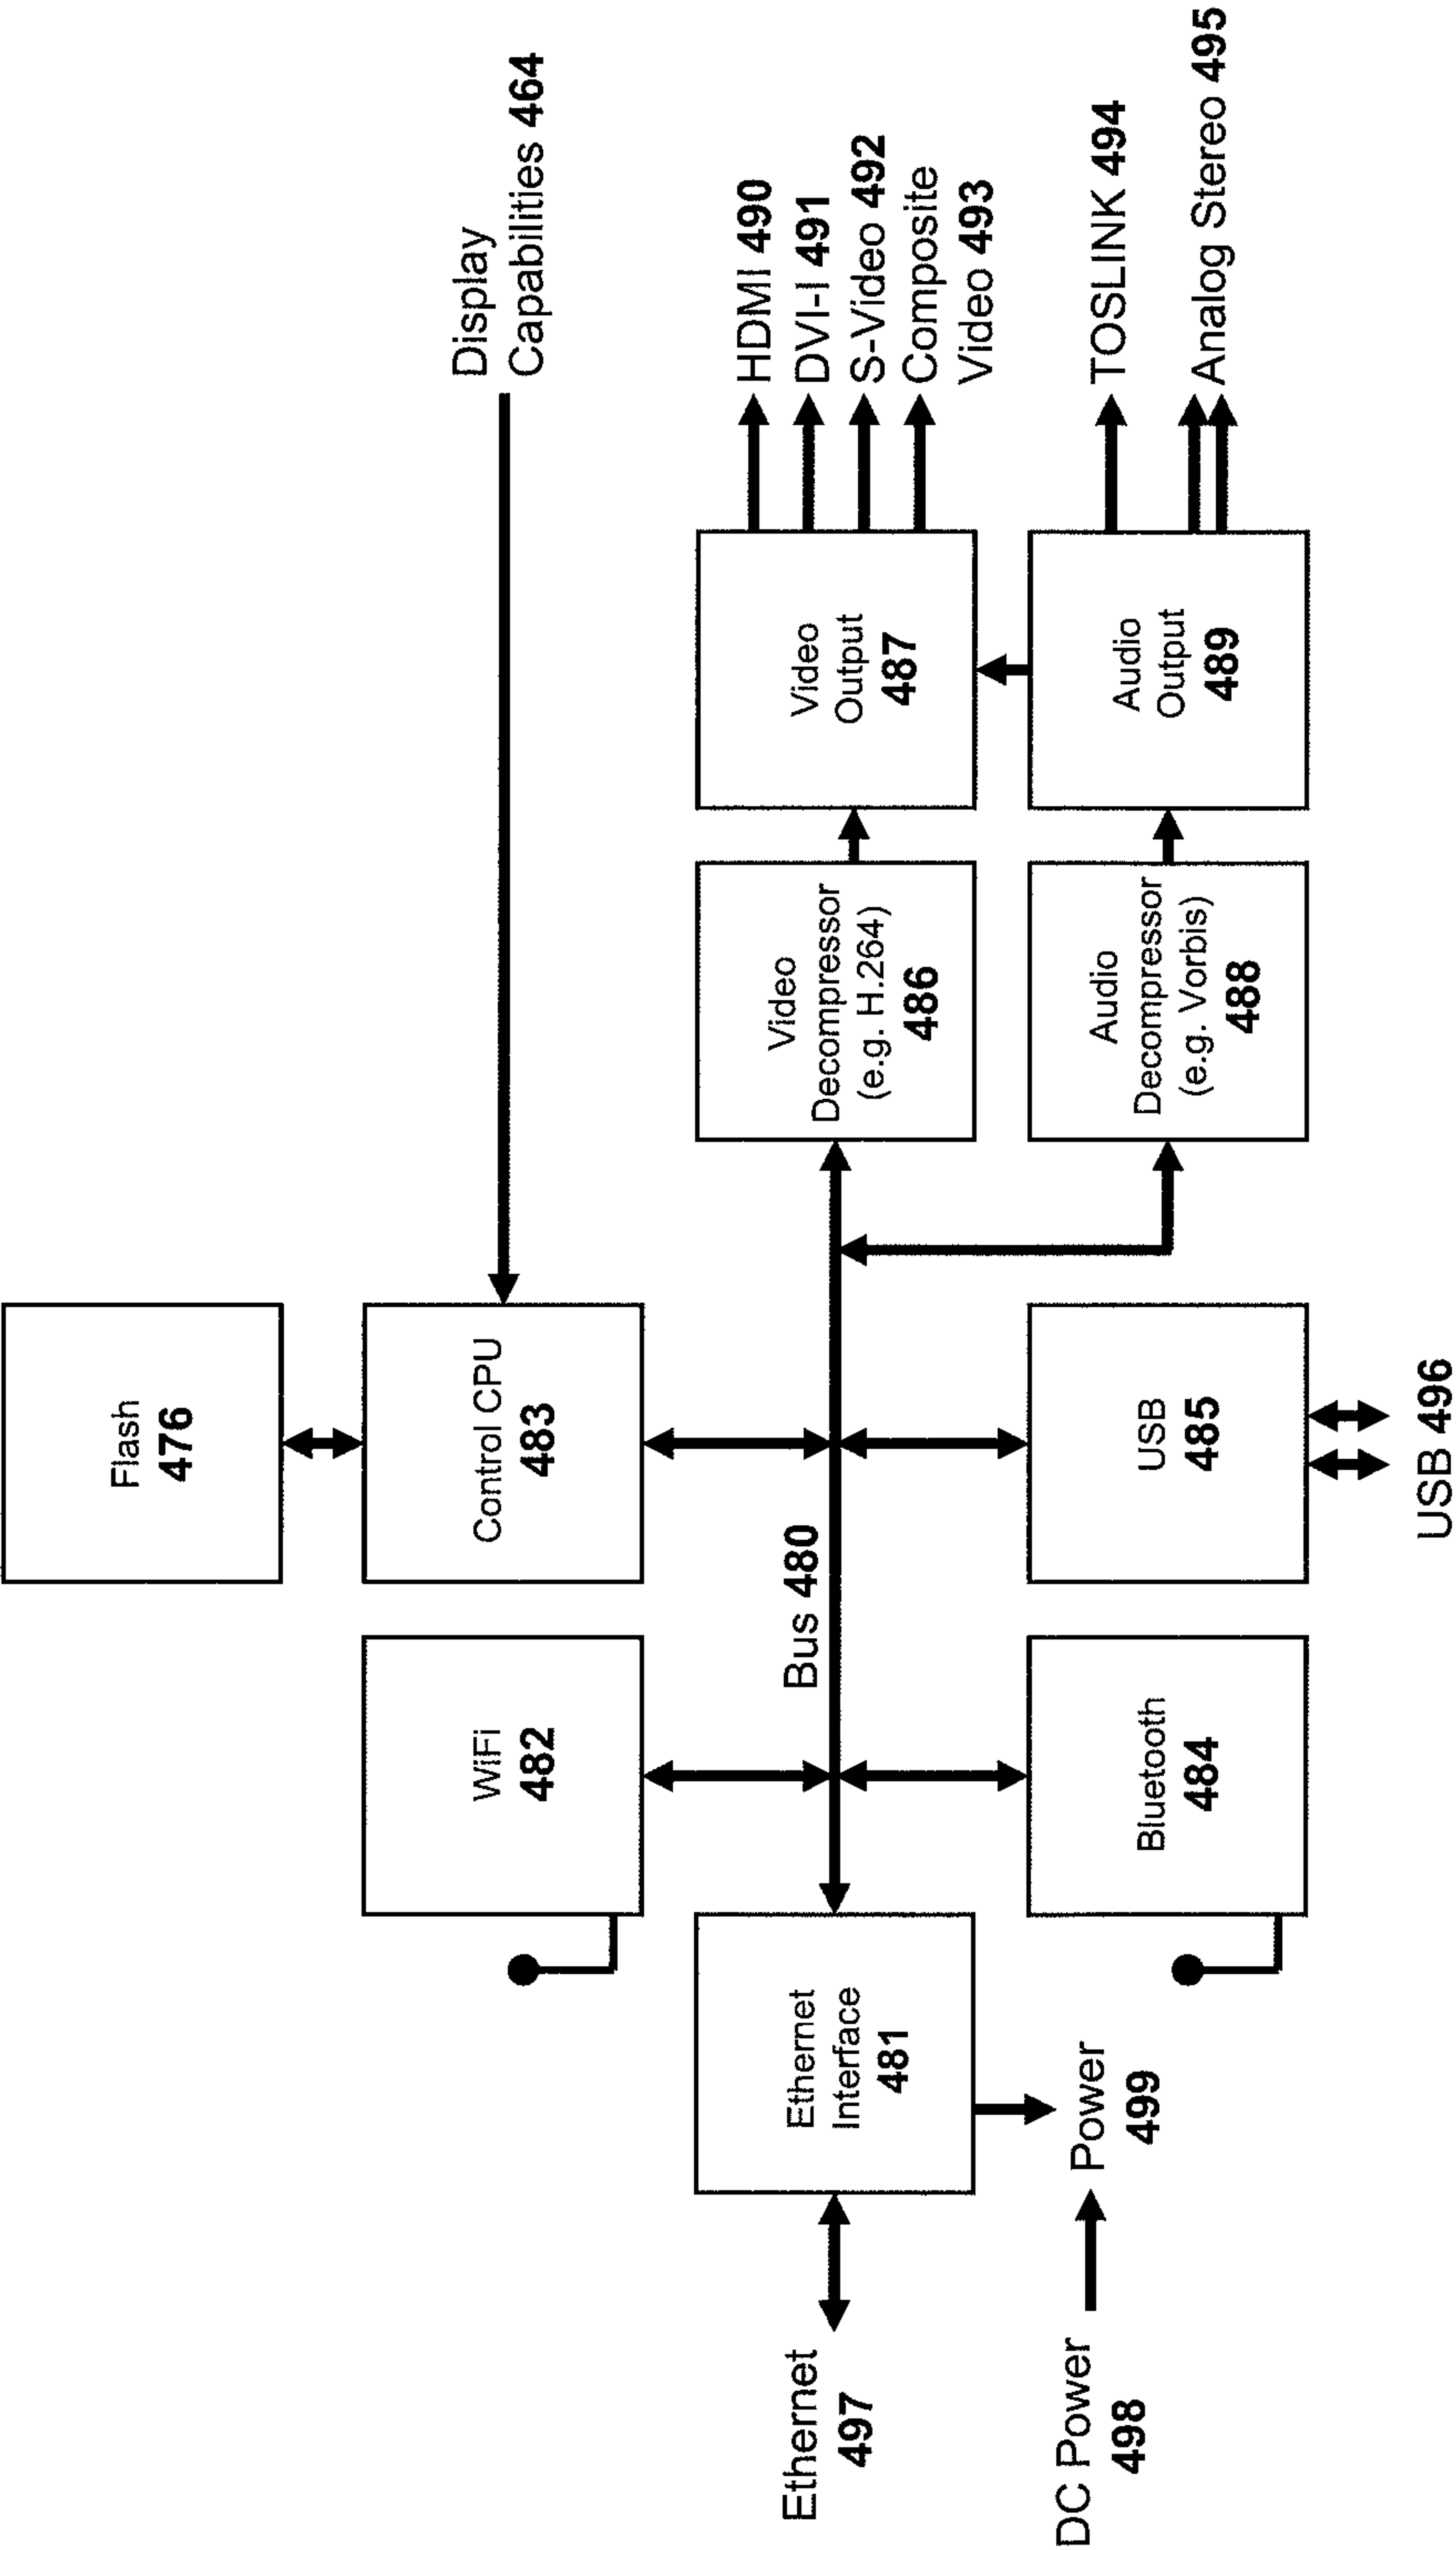 Flash
476
Display
Capabilities 464
WiFi
482
Control CPU
483
Bus 480
Ethernet
497
Ethernet
Interface
481
Video
Decompressor
(e.g. H.264)
486
Video
Output
487
HDMI 490
DVI-I 491
S-Video 492
Composite
Video 493
DC Power
498
Power
499
Bluetooth
484
USB
485
Audio
Decompressor
(e.g. Vorbis)
488
Audio
Output
489
TOSLINK 494
Analog Stereo 495
USB 496